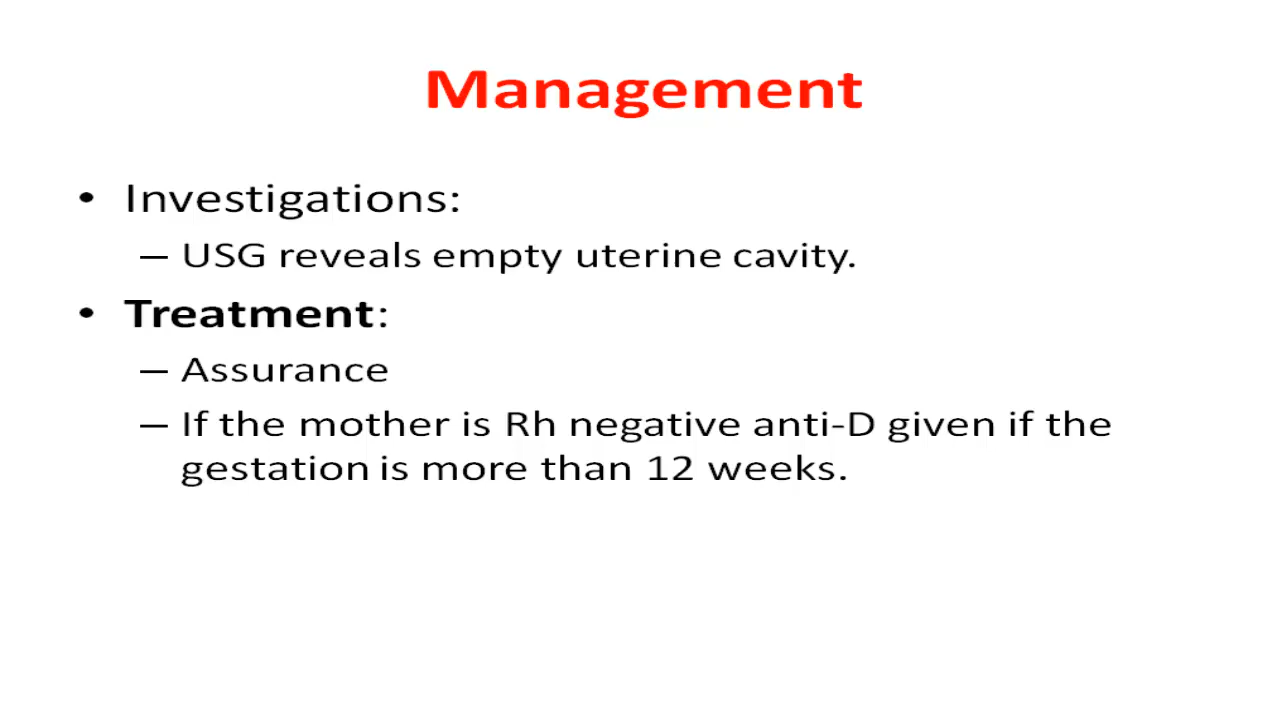 Management
• Investigations:
– USG reveals empty uterine cavity.
• Treatment:
– Assurance
– If the mother is Rh negative anti-D given if the
gestation is more than 12 weeks.